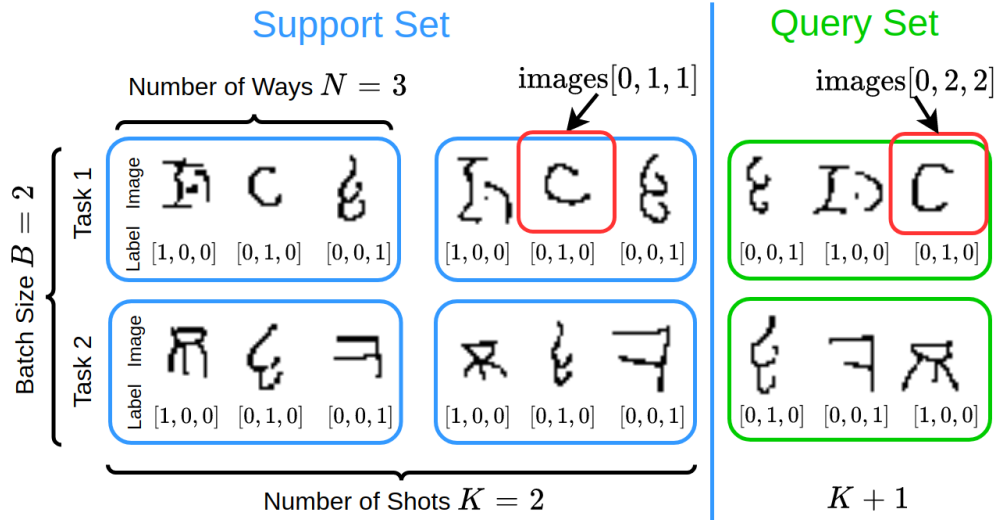 Support Set
Query Set
Number of Ways N = 3
images[0, 1, 1]
images[0, 2, 2]
Batch Size B = 2
Task 1
Image
Label
[1, 0, 0] [0, 1, 0] [0, 0, 1]
[1, 0, 0] [0, 1, 0] [0, 0, 1]
[0, 0, 1] [1, 0, 0] [0, 1, 0]
Task 2
Image
Label
[1, 0, 0] [0, 1, 0] [0, 0, 1]
[1, 0, 0] [0, 1, 0] [0, 0, 1]
[0, 1, 0] [0, 0, 1] [1, 0, 0]
Number of Shots K = 2
K + 1